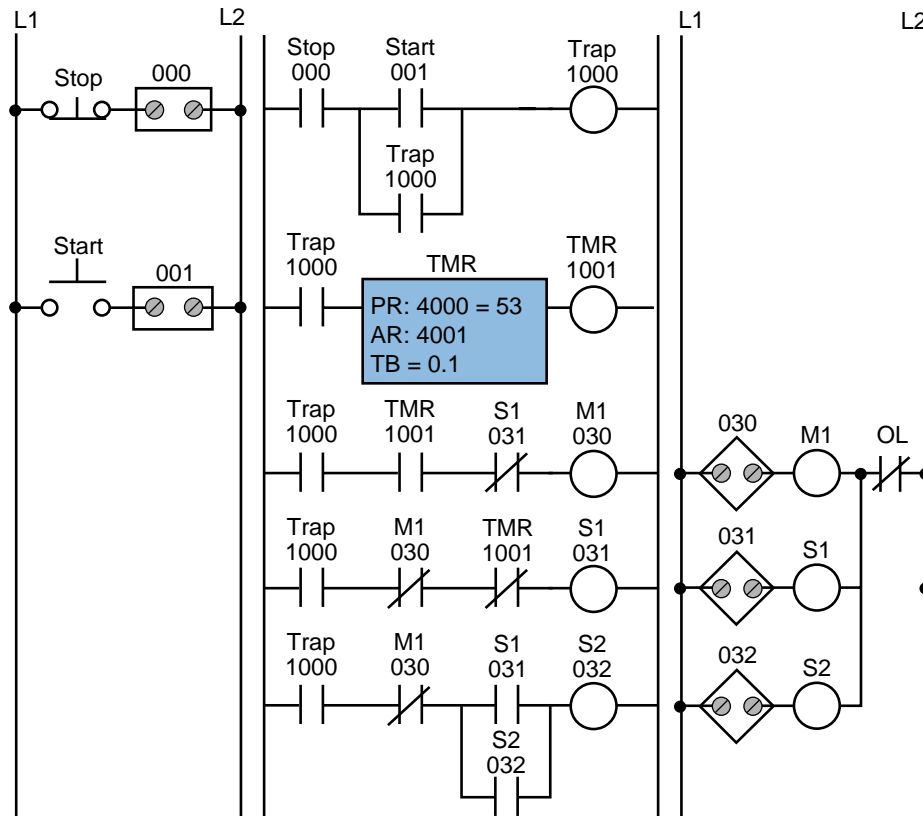 L1
L2
L1
L2
Stop
000
Stop
000
Start
001
Trap
1000
Trap
1000
Start
001
Trap
1000
TMR
TMR
1001
PR: 4000 = 53
AR: 4001
TB = 0.1
Trap
1000
TMR
1001
S1
031
M1
030
030
M1
OL
Trap
1000
M1
030
TMR
1001
S1
031
031
S1
Trap
1000
M1
030
S1
031
S2
032
032
S2
S2
032